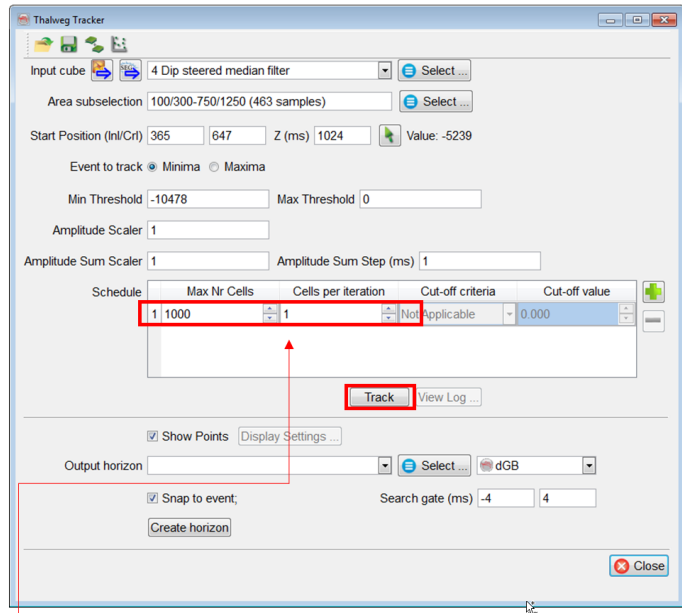 Thalweg Tracker
Input cube 4 Dip steered median filter Select ...
Area subselection 100/300-750/1250 (463 samples) Select ...
Start Position (Inl/Crl) 365 647 Z (ms) 1024 Value: -5239
Event to track Minima Maxima
Min Threshold -10478 Max Threshold 0
Amplitude Scaler 1
Amplitude Sum Scaler 1 Amplitude Sum Step (ms) 1
Schedule Max Nr Cells Cells per iteration Cut-off criteria Cut-off value
1 1000 1 Not Applicable 0.000
Track View Log ...
Show Points Display Settings ...
Output horizon Select ... dGB
Snap to event; Search gate (ms) -4 4
Create horizon
Close